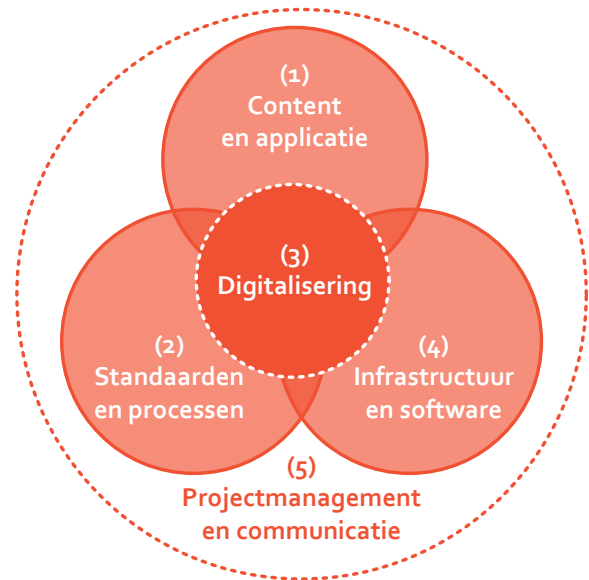 (1)
Content
en applicatie
(3)
Digitalisering
(2)
Standaarden
en processen
(4)
Infrastructuur
en software
(5)
Projectmanagement
en communicatie